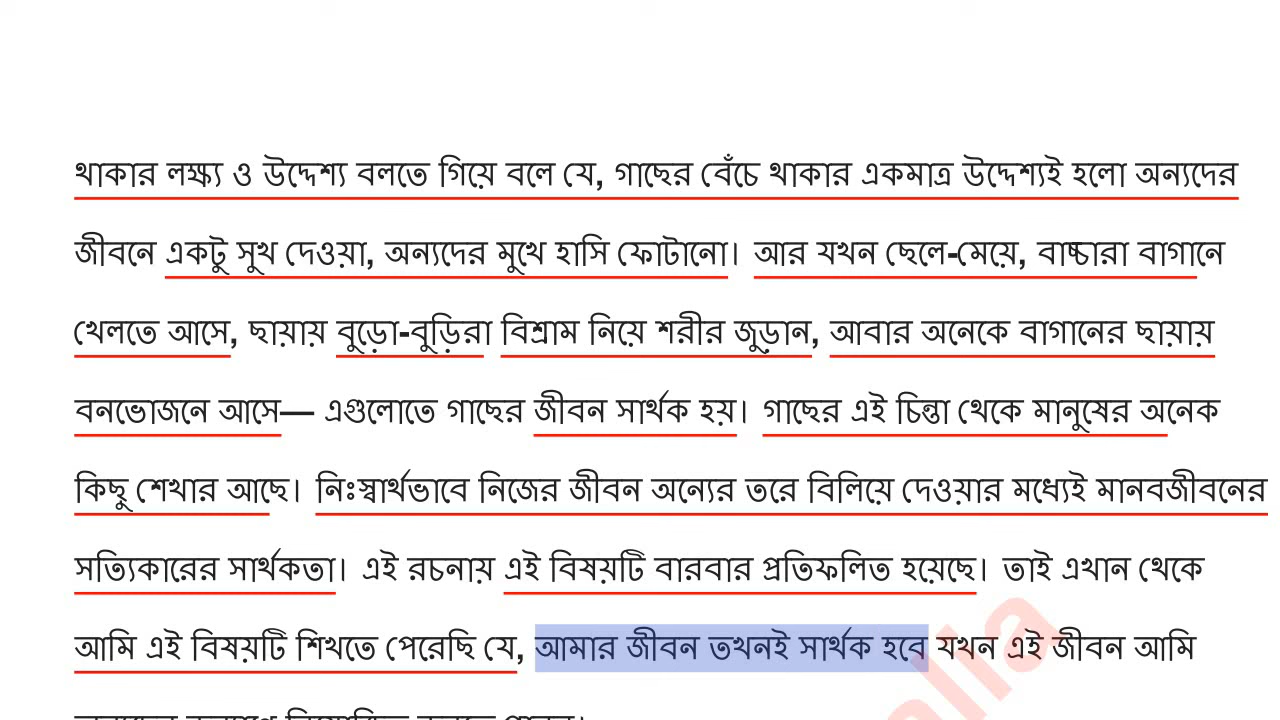 থাকার লক্ষ্য ও উদ্দেশ্য বলতে গিয়ে বলে যে, গাছের বেঁচে থাকার একমাত্র উদ্দেশ্যই হলো অন্যদের
জীবনে একটু সুখ দেওয়া, অন্যদের মুখে হাসি ফোটানো। আর যখন ছেলে-মেয়ে, বাচ্চারা বাগানে
খেলতে আসে, ছায়ায় বুড়ো-বুড়িরা বিশ্রাম নিয়ে শরীর জুড়ান, আবার অনেকে বাগানের ছায়ায়
বনভোজনে আসে— এগুলোতে গাছের জীবন সার্থক হয়। গাছের এই চিন্তা থেকে মানুষের অনেক
কিছু শেখার আছে। নিঃস্বার্থভাবে নিজের জীবন অন্যের তরে বিলিয়ে দেওয়ার মধ্যেই মানবজীবনের
সত্যিকারের সার্থকতা। এই রচনায় এই বিষয়টি বারবার প্রতিফলিত হয়েছে। তাই এখান থেকে
আমি এই বিষয়টি শিখতে পেরেছি যে, আমার জীবন তখনই সার্থক হবে যখন এই জীবন আমি